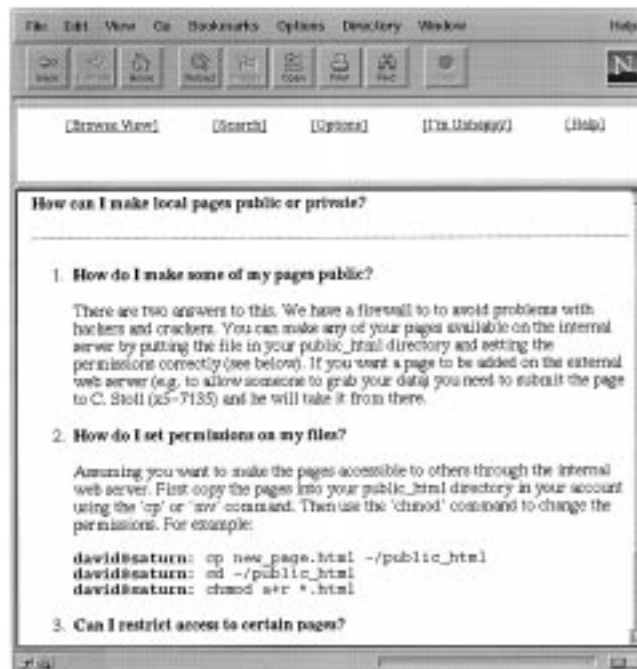 File Edit View Go Bookmarks Options Directory Window Help
Back Home Reload Open Print Find
N
[Browse View] [Search] [Options] [I'm Unhappy] [Help]
How can I make local pages public or private?
1. How do I make some of my pages public?
There are two answers to this. We have a firewall to to avoid problems with
hackers and crackers. You can make any of your pages available on the internal
server by putting the file in your public_html directory and setting the
permissions correctly (see below). If you want a page to be added on the external
web server (e.g. to allow someone to grab your data) you need to submit the page
to C. Stoll (x5-7135) and he will take it from there.
2. How do I set permissions on my files?
Assuming you want to make the pages accessible to others through the internal
web server. First copy the pages into your public_html directory in your account
using the 'cp' or 'mv' command. Then use the 'chmod' command to change the
permissions. For example:
david@saturn: cp new_page.html ~/public_html
david@saturn: cd ~/public_html
david@saturn: chmod a+r *.html
3. Can I restrict access to certain pages?